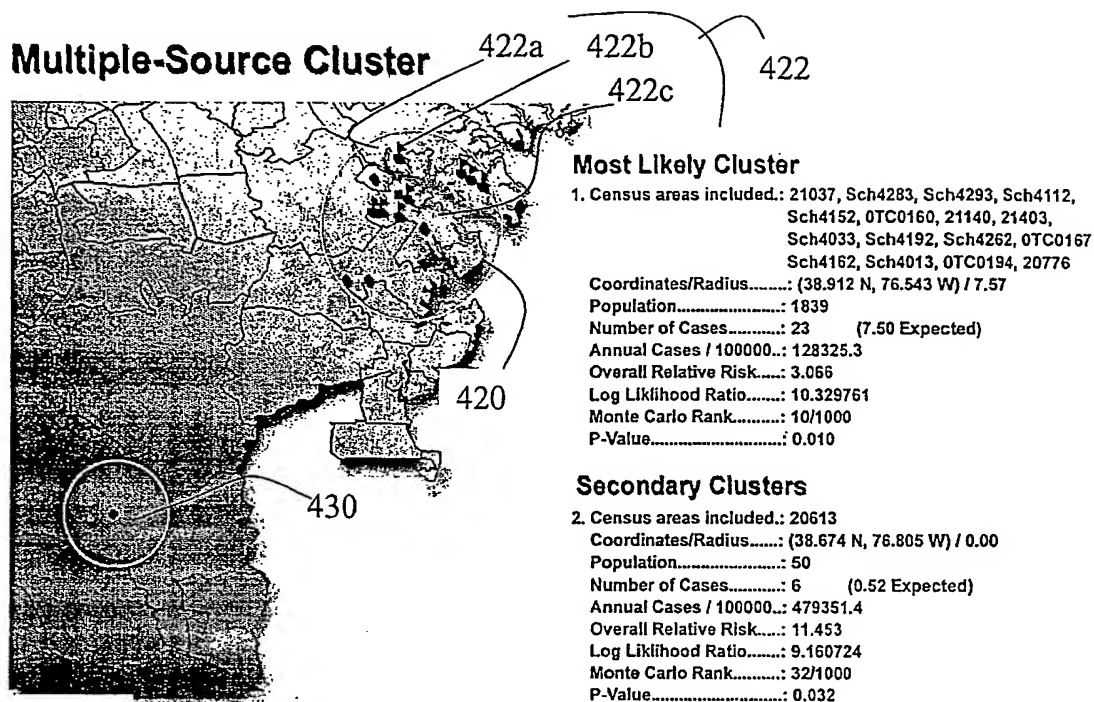 Multiple-Source Cluster
422a
422b
422c
422
420
430
Most Likely Cluster
1. Census areas included.: 21037, Sch4283, Sch4293, Sch4112,
Sch4152, 0TC0160, 21140, 21403,
Sch4033, Sch4192, Sch4262, 0TC0167
Sch4162, Sch4013, 0TC0194, 20776
Coordinates/Radius........: (38.912 N, 76.543 W) / 7.57
Population.......................: 1839
Number of Cases...........: 23 (7.50 Expected)
Annual Cases / 100000..: 128325.3
Overall Relative Risk.....: 3.066
Log Liklihood Ratio.......: 10.329761
Monte Carlo Rank..........: 10/1000
P-Value.............................: 0.010
Secondary Clusters
2. Census areas included.: 20613
Coordinates/Radius.......: (38.674 N, 76.805 W) / 0.00
Population.......................: 50
Number of Cases...........: 6 (0.52 Expected)
Annual Cases / 100000..: 479351.4
Overall Relative Risk.....: 11.453
Log Liklihood Ratio.......: 9.160724
Monte Carlo Rank..........: 32/1000
P-Value.............................: 0.032